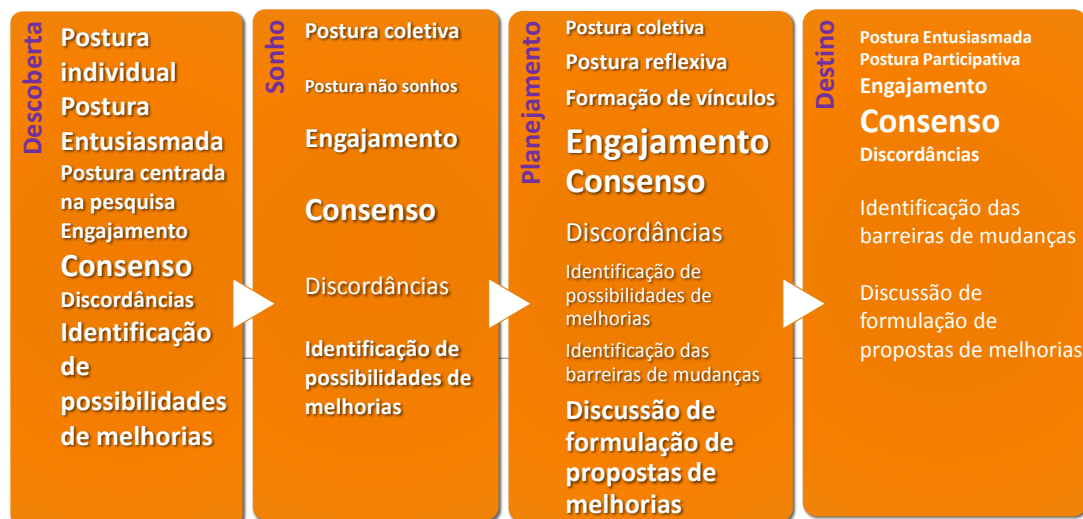 Descoberta
Postura
individual
Postura
Entusiasmada
Postura centrada
na pesquisa
Engajamento
Consenso
Discordâncias
Identificação
de
possibilidades
de melhorias
Sonho
Postura coletiva
Postura não sonhos
Engajamento
Consenso
Discordâncias
Identificação de
possibilidades de
melhorias
Planejamento
Postura coletiva
Postura reflexiva
Formação de vínculos
Engajamento
Consenso
Discordâncias
Identificação de
possibilidades de
melhorias
Identificação das
barreiras de mudanças
Discussão de
formulação de
propostas de
melhorias
Destino
Postura Entusiasmada
Postura Participativa
Engajamento
Consenso
Discordâncias
Identificação das
barreiras de mudanças
Discussão de
formulação de
propostas de melhorias